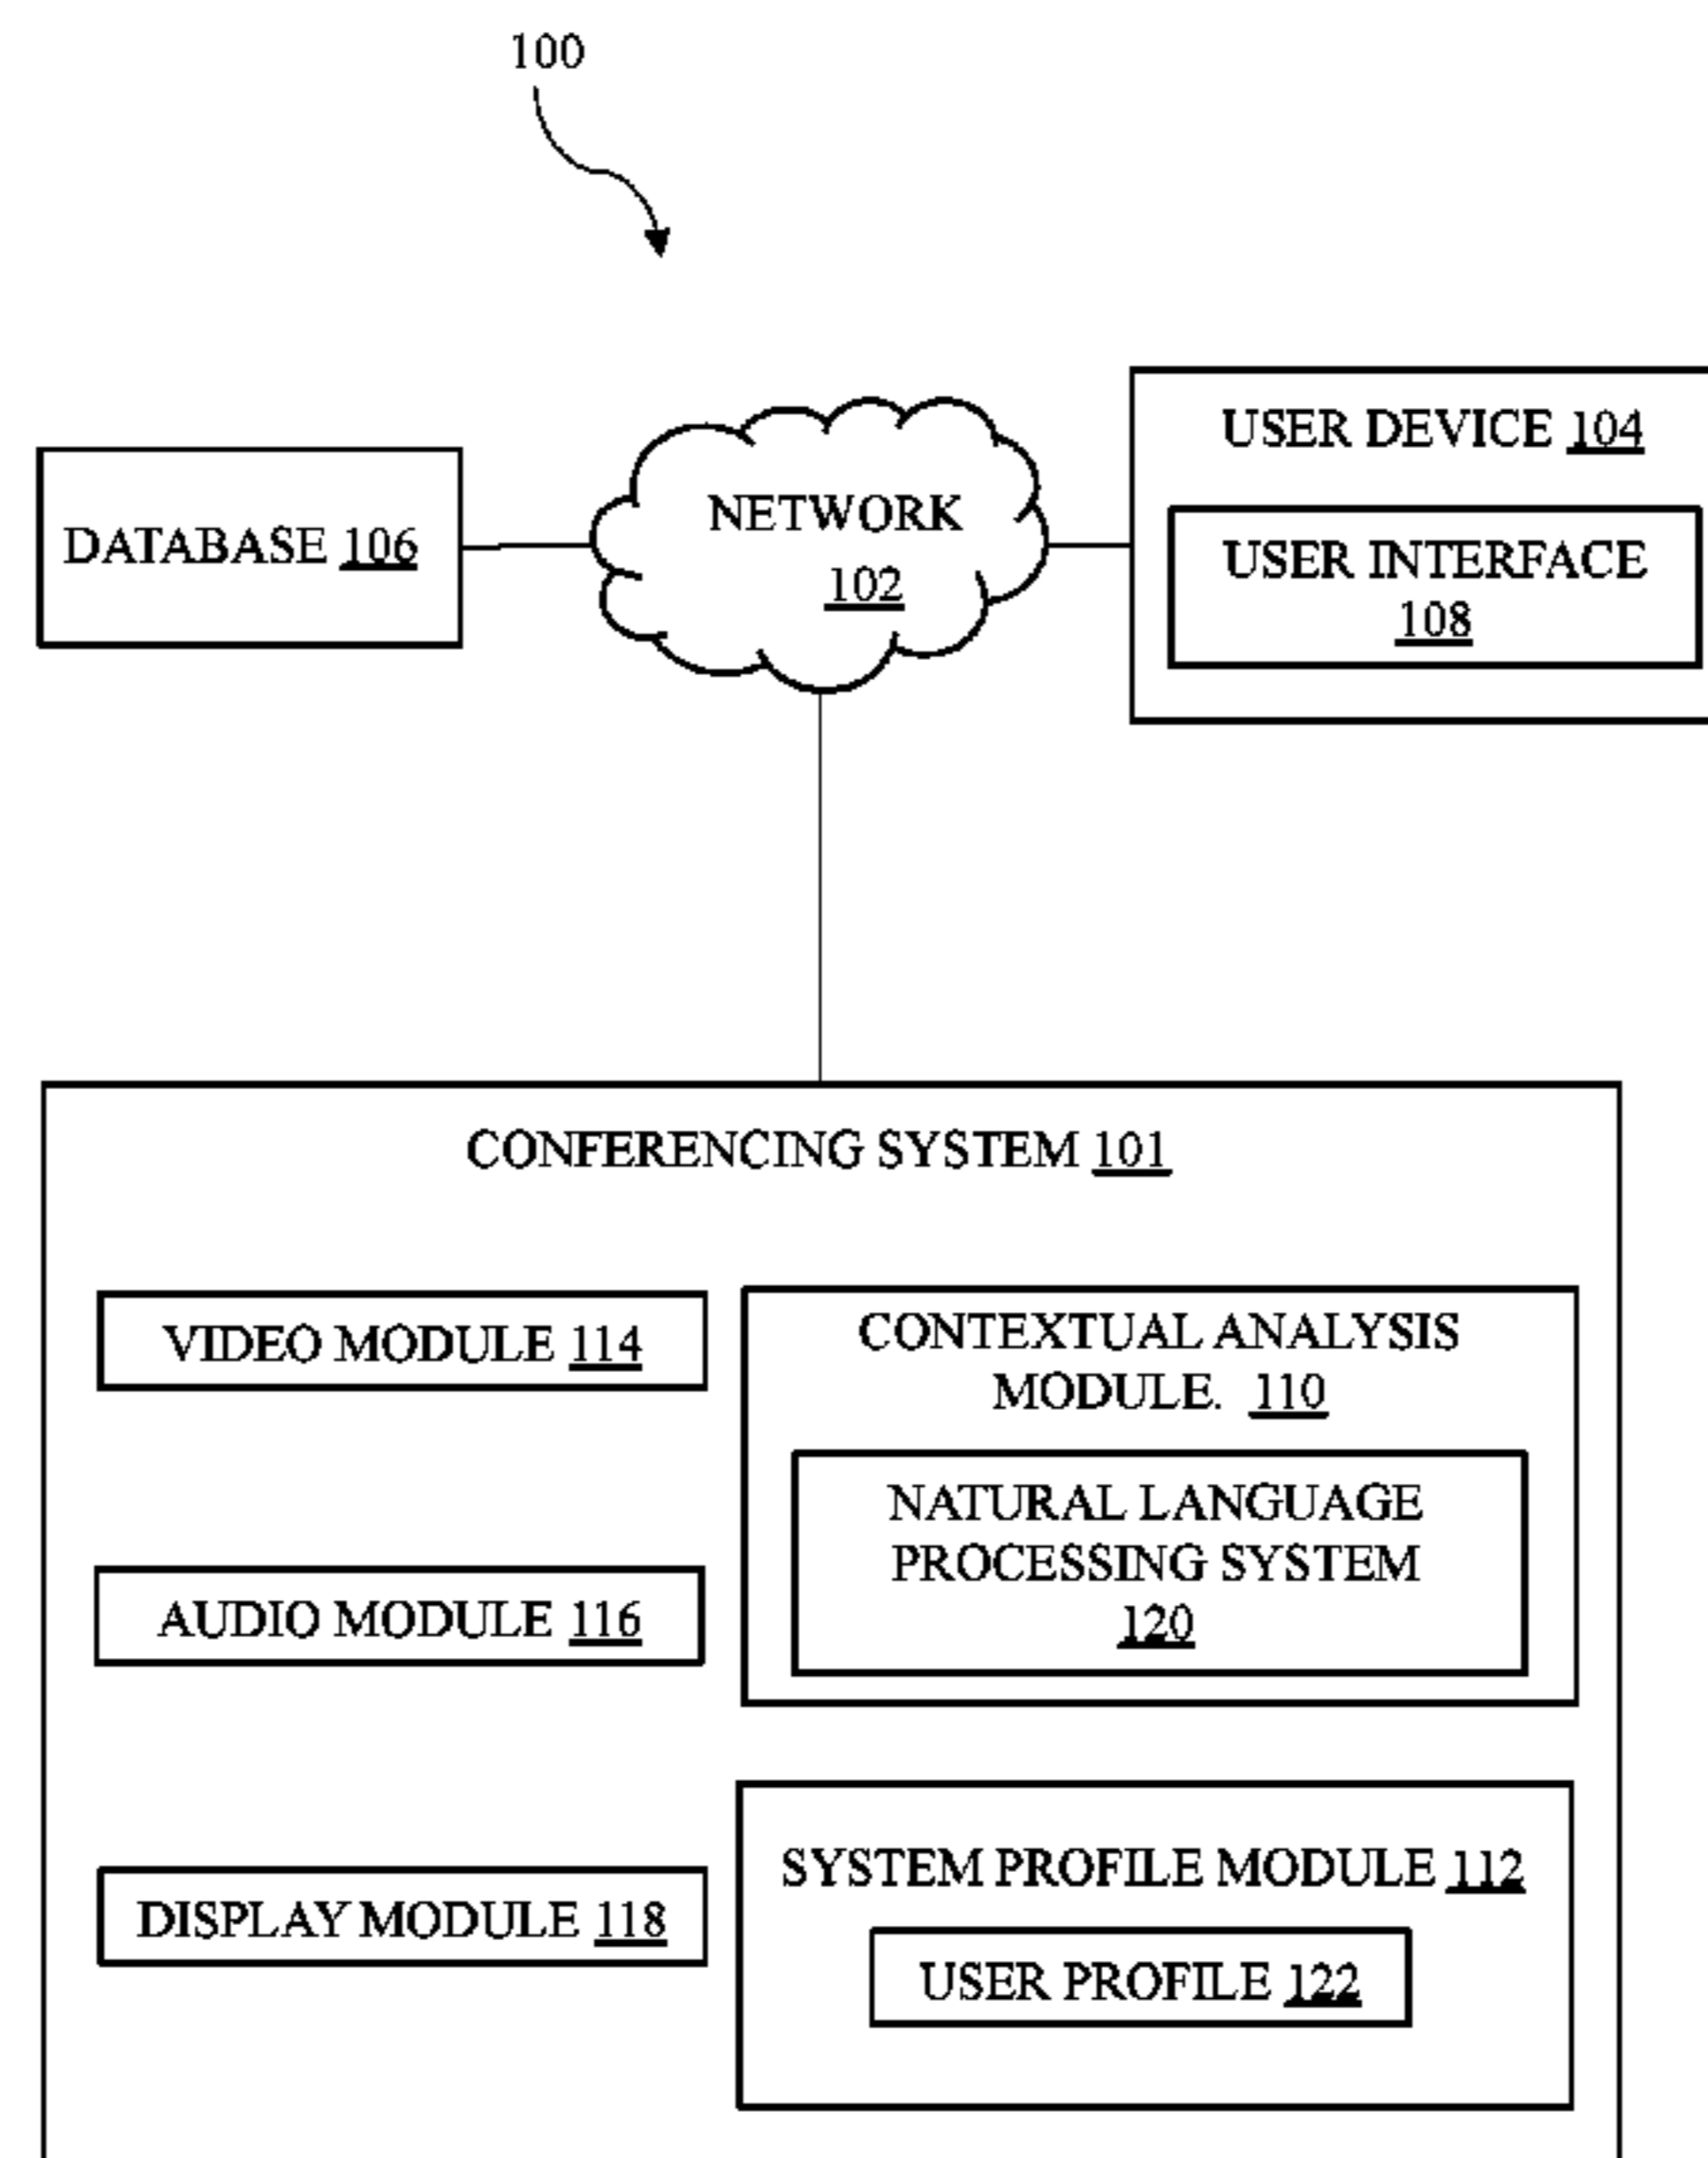 100
DATABASE 106
NETWORK
102
USER DEVICE 104
USER INTERFACE
108
CONFERENCING SYSTEM 101
VIDEO MODULE 114
AUDIO MODULE 116
DISPLAY MODULE 118
CONTEXTUAL ANALYSIS
MODULE. 110
NATURAL LANGUAGE
PROCESSING SYSTEM
120
SYSTEM PROFILE MODULE 112
USER PROFILE 122